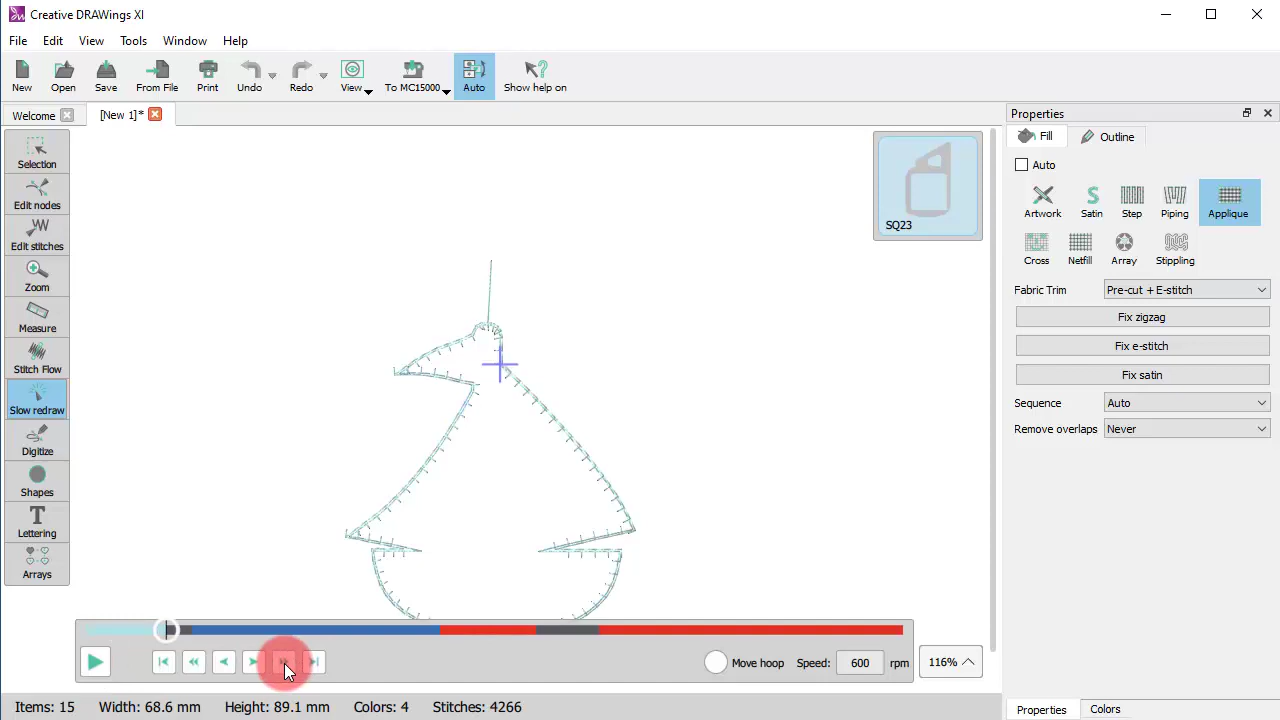 Creative DRAWings XI
File Edit View Tools Window Help
New Open Save From File Print Undo Redo View To MC15000 Auto Show help on
Welcome [New 1]*
Properties
Fill Outline
Selection
Auto
Edit nodes
Artwork Satin Step Piping Applique
SQ23
Edit stitches
Cross Netfill Array Stippling
Zoom
Fabric Trim Pre-cut + E-stitch
Fix zigzag
Measure
Fix e-stitch
Stitch Flow
Fix satin
Sequence Auto
Slow redraw
Remove overlaps Never
Digitize
Shapes
Lettering
Arrays
Move hoop Speed: 600 rpm 116%
Items: 15 Width: 68.6 mm Height: 89.1 mm Colors: 4 Stitches: 4266
Properties Colors